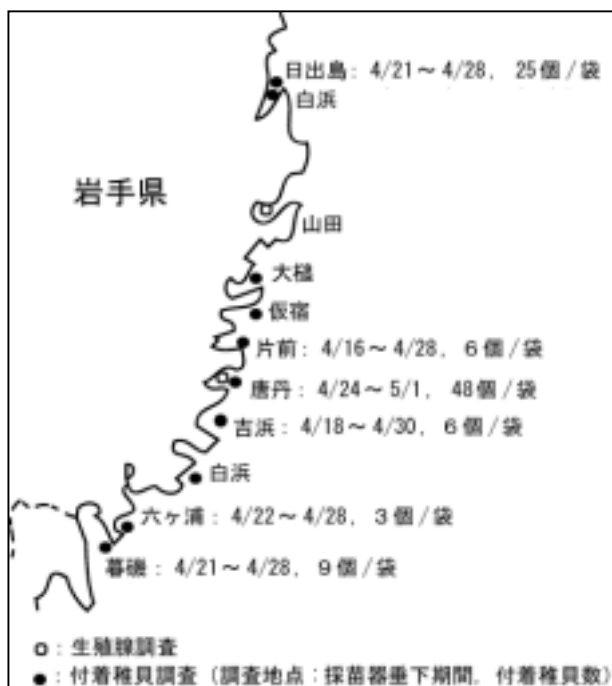 日出島: 4/21～4/28, 25個/袋
白浜
岩手県
山田
大槌
仮宿
片前: 4/16～4/28, 6個/袋
唐丹: 4/24～5/1, 48個/袋
吉浜: 4/18～4/30, 6個/袋
白浜
六ヶ浦: 4/22～4/28, 3個/袋
暮磯: 4/21～4/28, 9個/袋
○: 生殖腺調査
●: 付着稚貝調査 (調査地点:採苗器垂下期間, 付着稚貝数)